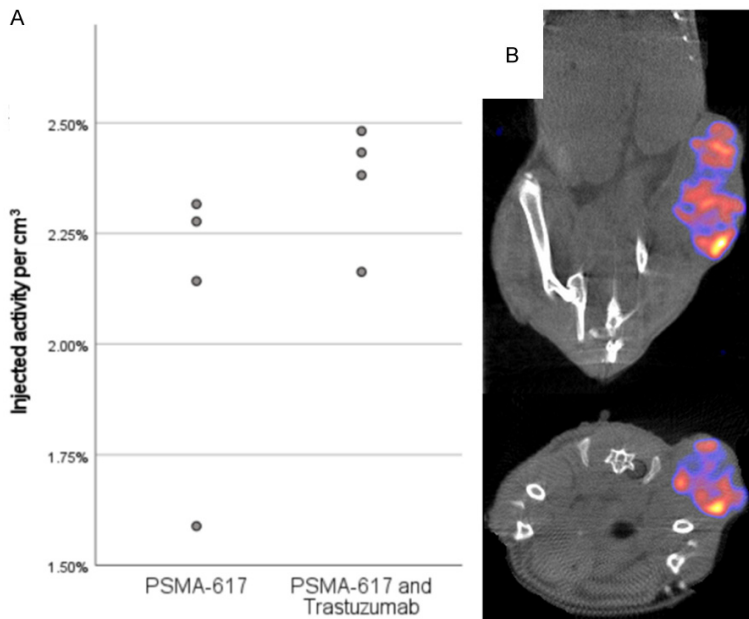 A
B
Injected activity per cm³
2.50%
2.25%
2.00%
1.75%
1.50%
PSMA-617
PSMA-617 and
Trastuzumab